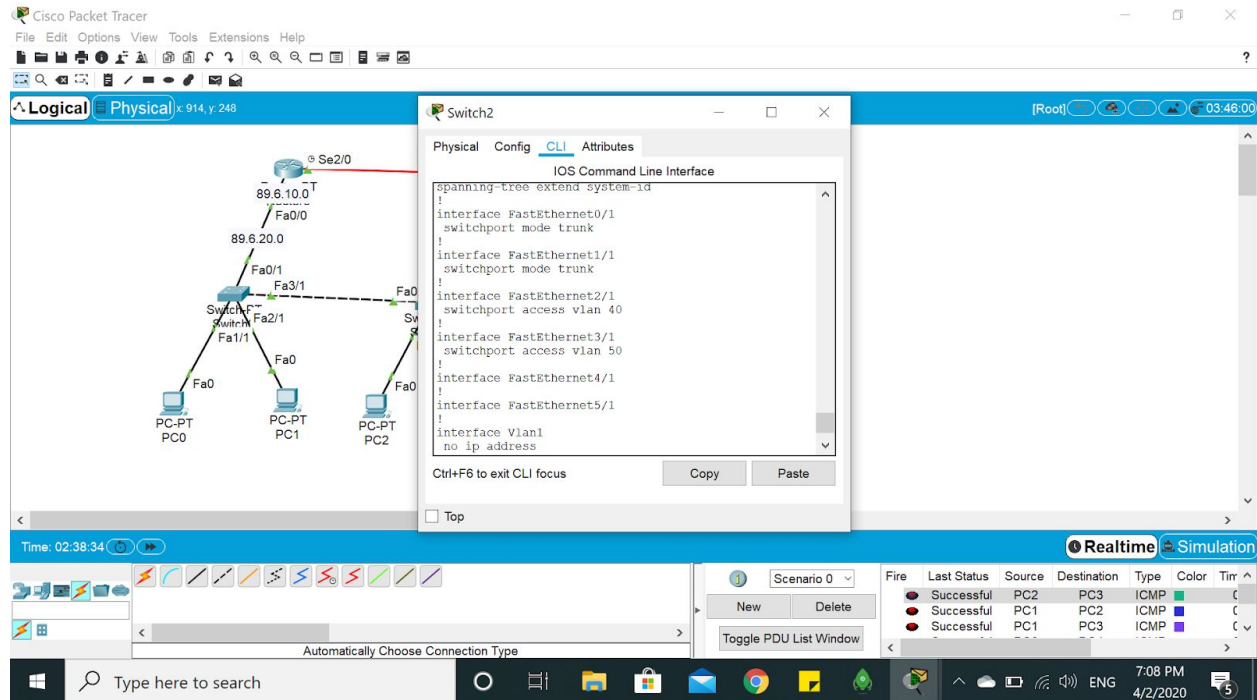 Cisco Packet Tracer
File Edit Options View Tools Extensions Help
?
Logical
Physical
x: 914, y: 248
[Root]
03:46:00
Se2/0
89.6.10.0
Fa0/0
89.6.20.0
Fa0/1
Fa3/1
Fa2/1
Fa1/1
Fa0
Fa0
Fa0
Fa0
PC-PT
PC0
PC-PT
PC1
PC-PT
PC2
Switch2
Physical Config CLI Attributes
IOS Command Line Interface
spanning-tree extend system-id
!
interface FastEthernet0/1
switchport mode trunk
!
interface FastEthernet1/1
switchport mode trunk
!
interface FastEthernet2/1
switchport access vlan 40
!
interface FastEthernet3/1
switchport access vlan 50
!
interface FastEthernet4/1
!
interface FastEthernet5/1
!
interface Vlan1
no ip address
Ctrl+F6 to exit CLI focus
Copy
Paste
Top
Time: 02:38:34
Realtime
Simulation
Automatically Choose Connection Type
Scenario 0
New
Delete
Toggle PDU List Window
Fire Last Status Source Destination Type Color Tim
Successful PC2 PC3 ICMP
Successful PC1 PC2 ICMP
Successful PC1 PC3 ICMP
Type here to search
ENG
7:08 PM
4/2/2020
5